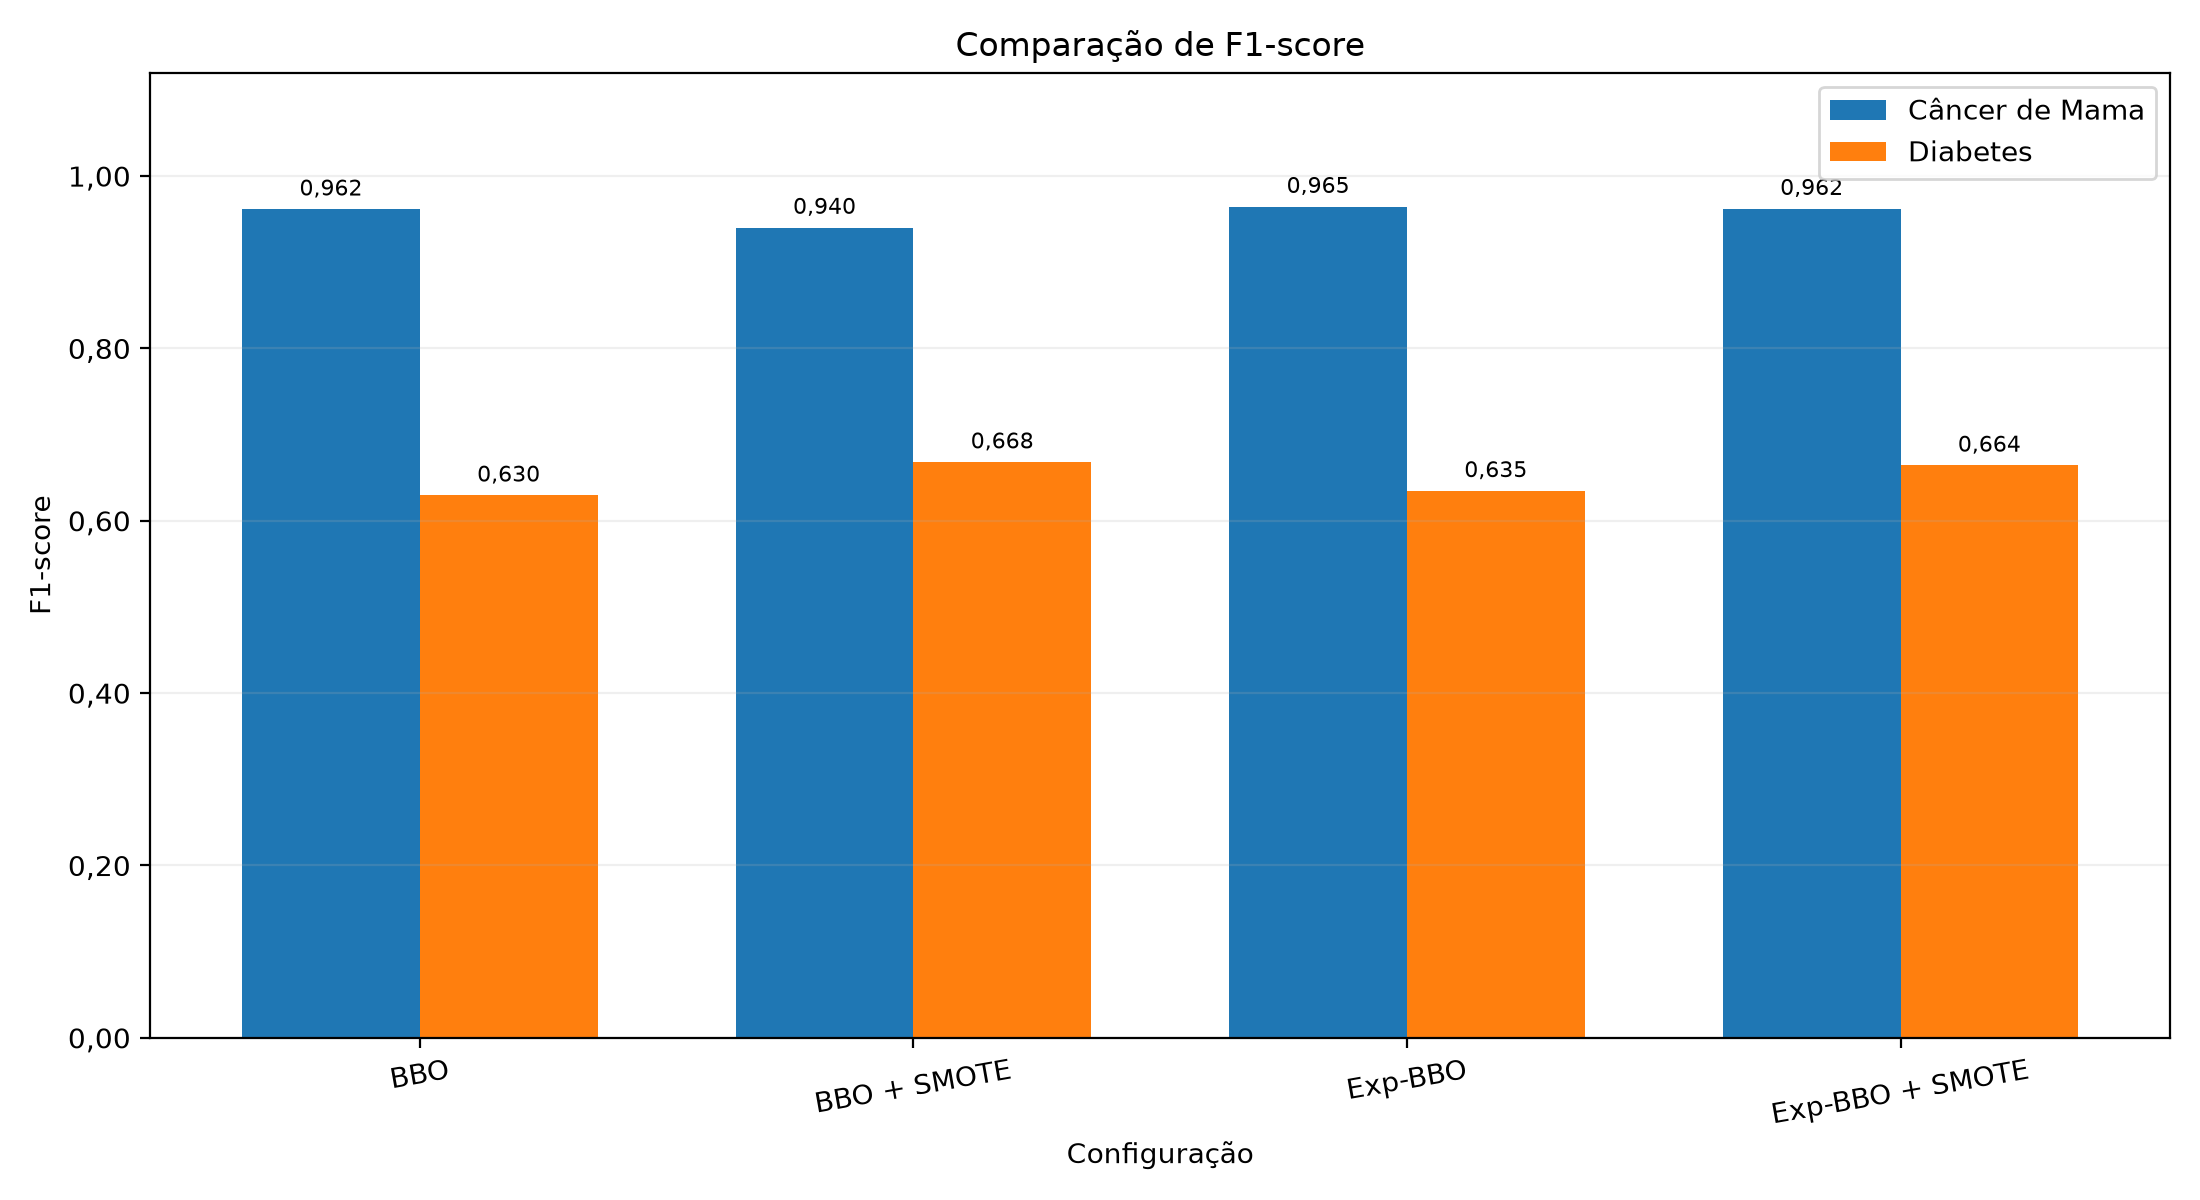 Comparação de F1-score
Câncer de Mama
Diabetes
1,00
0,80
0,60
0,40
0,20
0,00
F1-score
0,962
0,630
0,940
0,668
0,965
0,635
0,962
0,664
BBO
BBO + SMOTE
Exp-BBO
Exp-BBO + SMOTE
Configuração